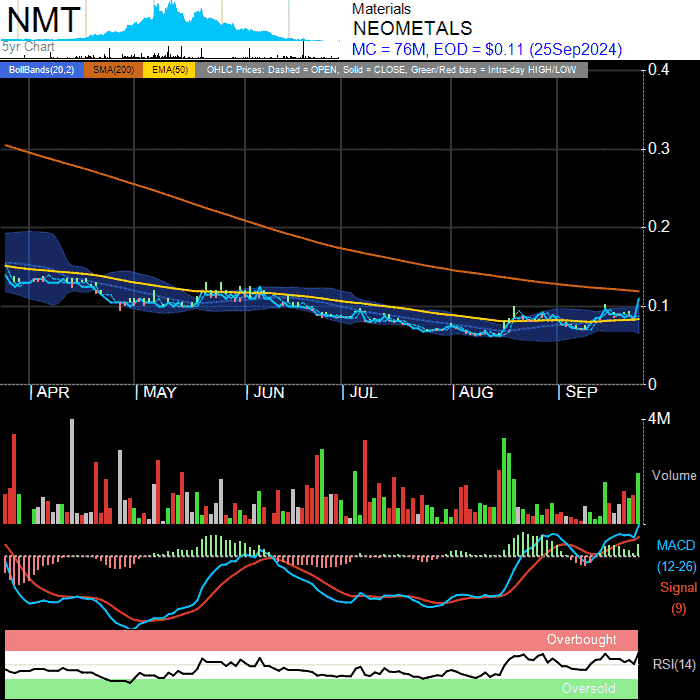 NMT
5yr Chart
Materials
NEOMETALS
MC = 76M, EOD = $0.11 (25Sep2024)
BollBands(20,2) SMA(200) EMA(50) OHLC Prices: Dashed = OPEN, Solid = CLOSE, Green/Red bars = Intra-day HIGH/LOW
0.4
0.3
0.2
0.1
0
APR MAY JUN JUL AUG SEP
4M
Volume
MACD
(12-26)
Signal
(9)
Overbought
RSI(14)
Oversold